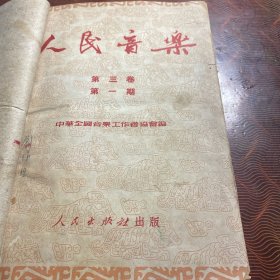 人民音樂
第三卷
第一期
中華全國音樂工作者協會編
人民出版社出版